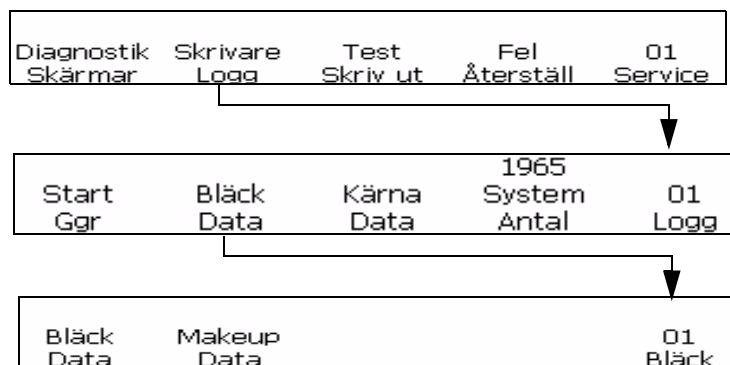 Diagnostik Skrivare Test Fel 01
Skärmar Logg Skriv ut Återställ Service
1965
Start Bläck Kärna System 01
Ggr Data Data Antal Logg
Bläck Makeup 01
Data Data Bläck